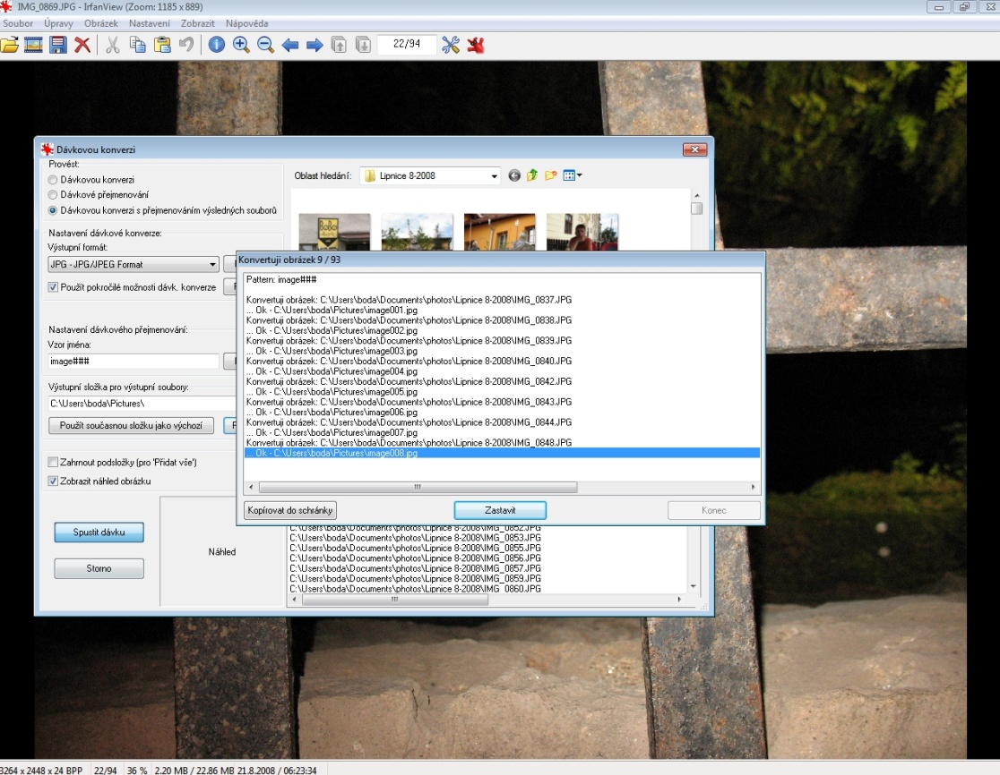 IMG_0869.JPG - IrfanView (Zoom: 1185 x 889)
Soubor Úpravy Obrázek Nastavení Zobrazit Nápověda
22/94
Dávkovou konverzi
Provést:
Dávkovou konverzi
Dávkové přejmenování
Dávkovou konverzi s přejmenováním výsledných souborů
Oblast hledání: Lipnice 8-2008
Nastavení dávkové konverze:
Výstupní formát:
JPG - JPG/JPEG Format
Použít pokročilé možnosti dávk. konverze
Nastavení dávkového přejmenování:
Vzor jména:
image###
Výstupní složka pro výstupní soubory:
C:\Users\boda\Pictures\
Použít současnou složku jako výchozí
Zahrnout podsložky (pro 'Přidat vše')
Zobrazit náhled obrázku
Spustit dávku
Storno
Náhled
Konvertuji obrázek 9 / 93
Pattern: image###
Konvertuji obrázek: C:\Users\boda\Documents\photos\Lipnice 8-2008\IMG_0837.JPG
... Ok - C:\Users\boda\Pictures\image001.jpg
Konvertuji obrázek: C:\Users\boda\Documents\photos\Lipnice 8-2008\IMG_0838.JPG
... Ok - C:\Users\boda\Pictures\image002.jpg
Konvertuji obrázek: C:\Users\boda\Documents\photos\Lipnice 8-2008\IMG_0839.JPG
... Ok - C:\Users\boda\Pictures\image003.jpg
Konvertuji obrázek: C:\Users\boda\Documents\photos\Lipnice 8-2008\IMG_0840.JPG
... Ok - C:\Users\boda\Pictures\image004.jpg
Konvertuji obrázek: C:\Users\boda\Documents\photos\Lipnice 8-2008\IMG_0842.JPG
... Ok - C:\Users\boda\Pictures\image005.jpg
Konvertuji obrázek: C:\Users\boda\Documents\photos\Lipnice 8-2008\IMG_0843.JPG
... Ok - C:\Users\boda\Pictures\image006.jpg
Konvertuji obrázek: C:\Users\boda\Documents\photos\Lipnice 8-2008\IMG_0844.JPG
... Ok - C:\Users\boda\Pictures\image007.jpg
Konvertuji obrázek: C:\Users\boda\Documents\photos\Lipnice 8-2008\IMG_0848.JPG
... Ok - C:\Users\boda\Pictures\image008.jpg
Kopírovat do schránky Zastavit Konec
C:\Users\boda\Documents\photos\Lipnice 8-2008\IMG_0852.JPG
C:\Users\boda\Documents\photos\Lipnice 8-2008\IMG_0853.JPG
C:\Users\boda\Documents\photos\Lipnice 8-2008\IMG_0855.JPG
C:\Users\boda\Documents\photos\Lipnice 8-2008\IMG_0856.JPG
C:\Users\boda\Documents\photos\Lipnice 8-2008\IMG_0857.JPG
C:\Users\boda\Documents\photos\Lipnice 8-2008\IMG_0859.JPG
C:\Users\boda\Documents\photos\Lipnice 8-2008\IMG_0860.JPG
3264 x 2448 x 24 BPP 22/94 36 % 2.20 MB / 22.86 MB 21.8.2008 / 06:23:34